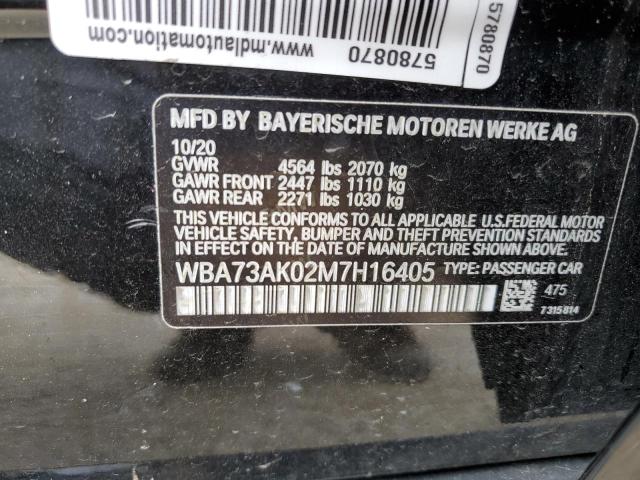 www.mdlautomation.com
5780870
5780870
MFD BY BAYERISCHE MOTOREN WERKE AG
10/20
GVWR 4564 lbs 2070 kg
GAWR FRONT 2447 lbs 1110 kg
GAWR REAR 2271 lbs 1030 kg
THIS VEHICLE CONFORMS TO ALL APPLICABLE U.S.FEDERAL MOTOR
VEHICLE SAFETY, BUMPER AND THEFT PREVENTION STANDARDS
IN EFFECT ON THE DATE OF MANUFACTURE SHOWN ABOVE.
WBA73AK02M7H16405 TYPE: PASSENGER CAR
475
7315814